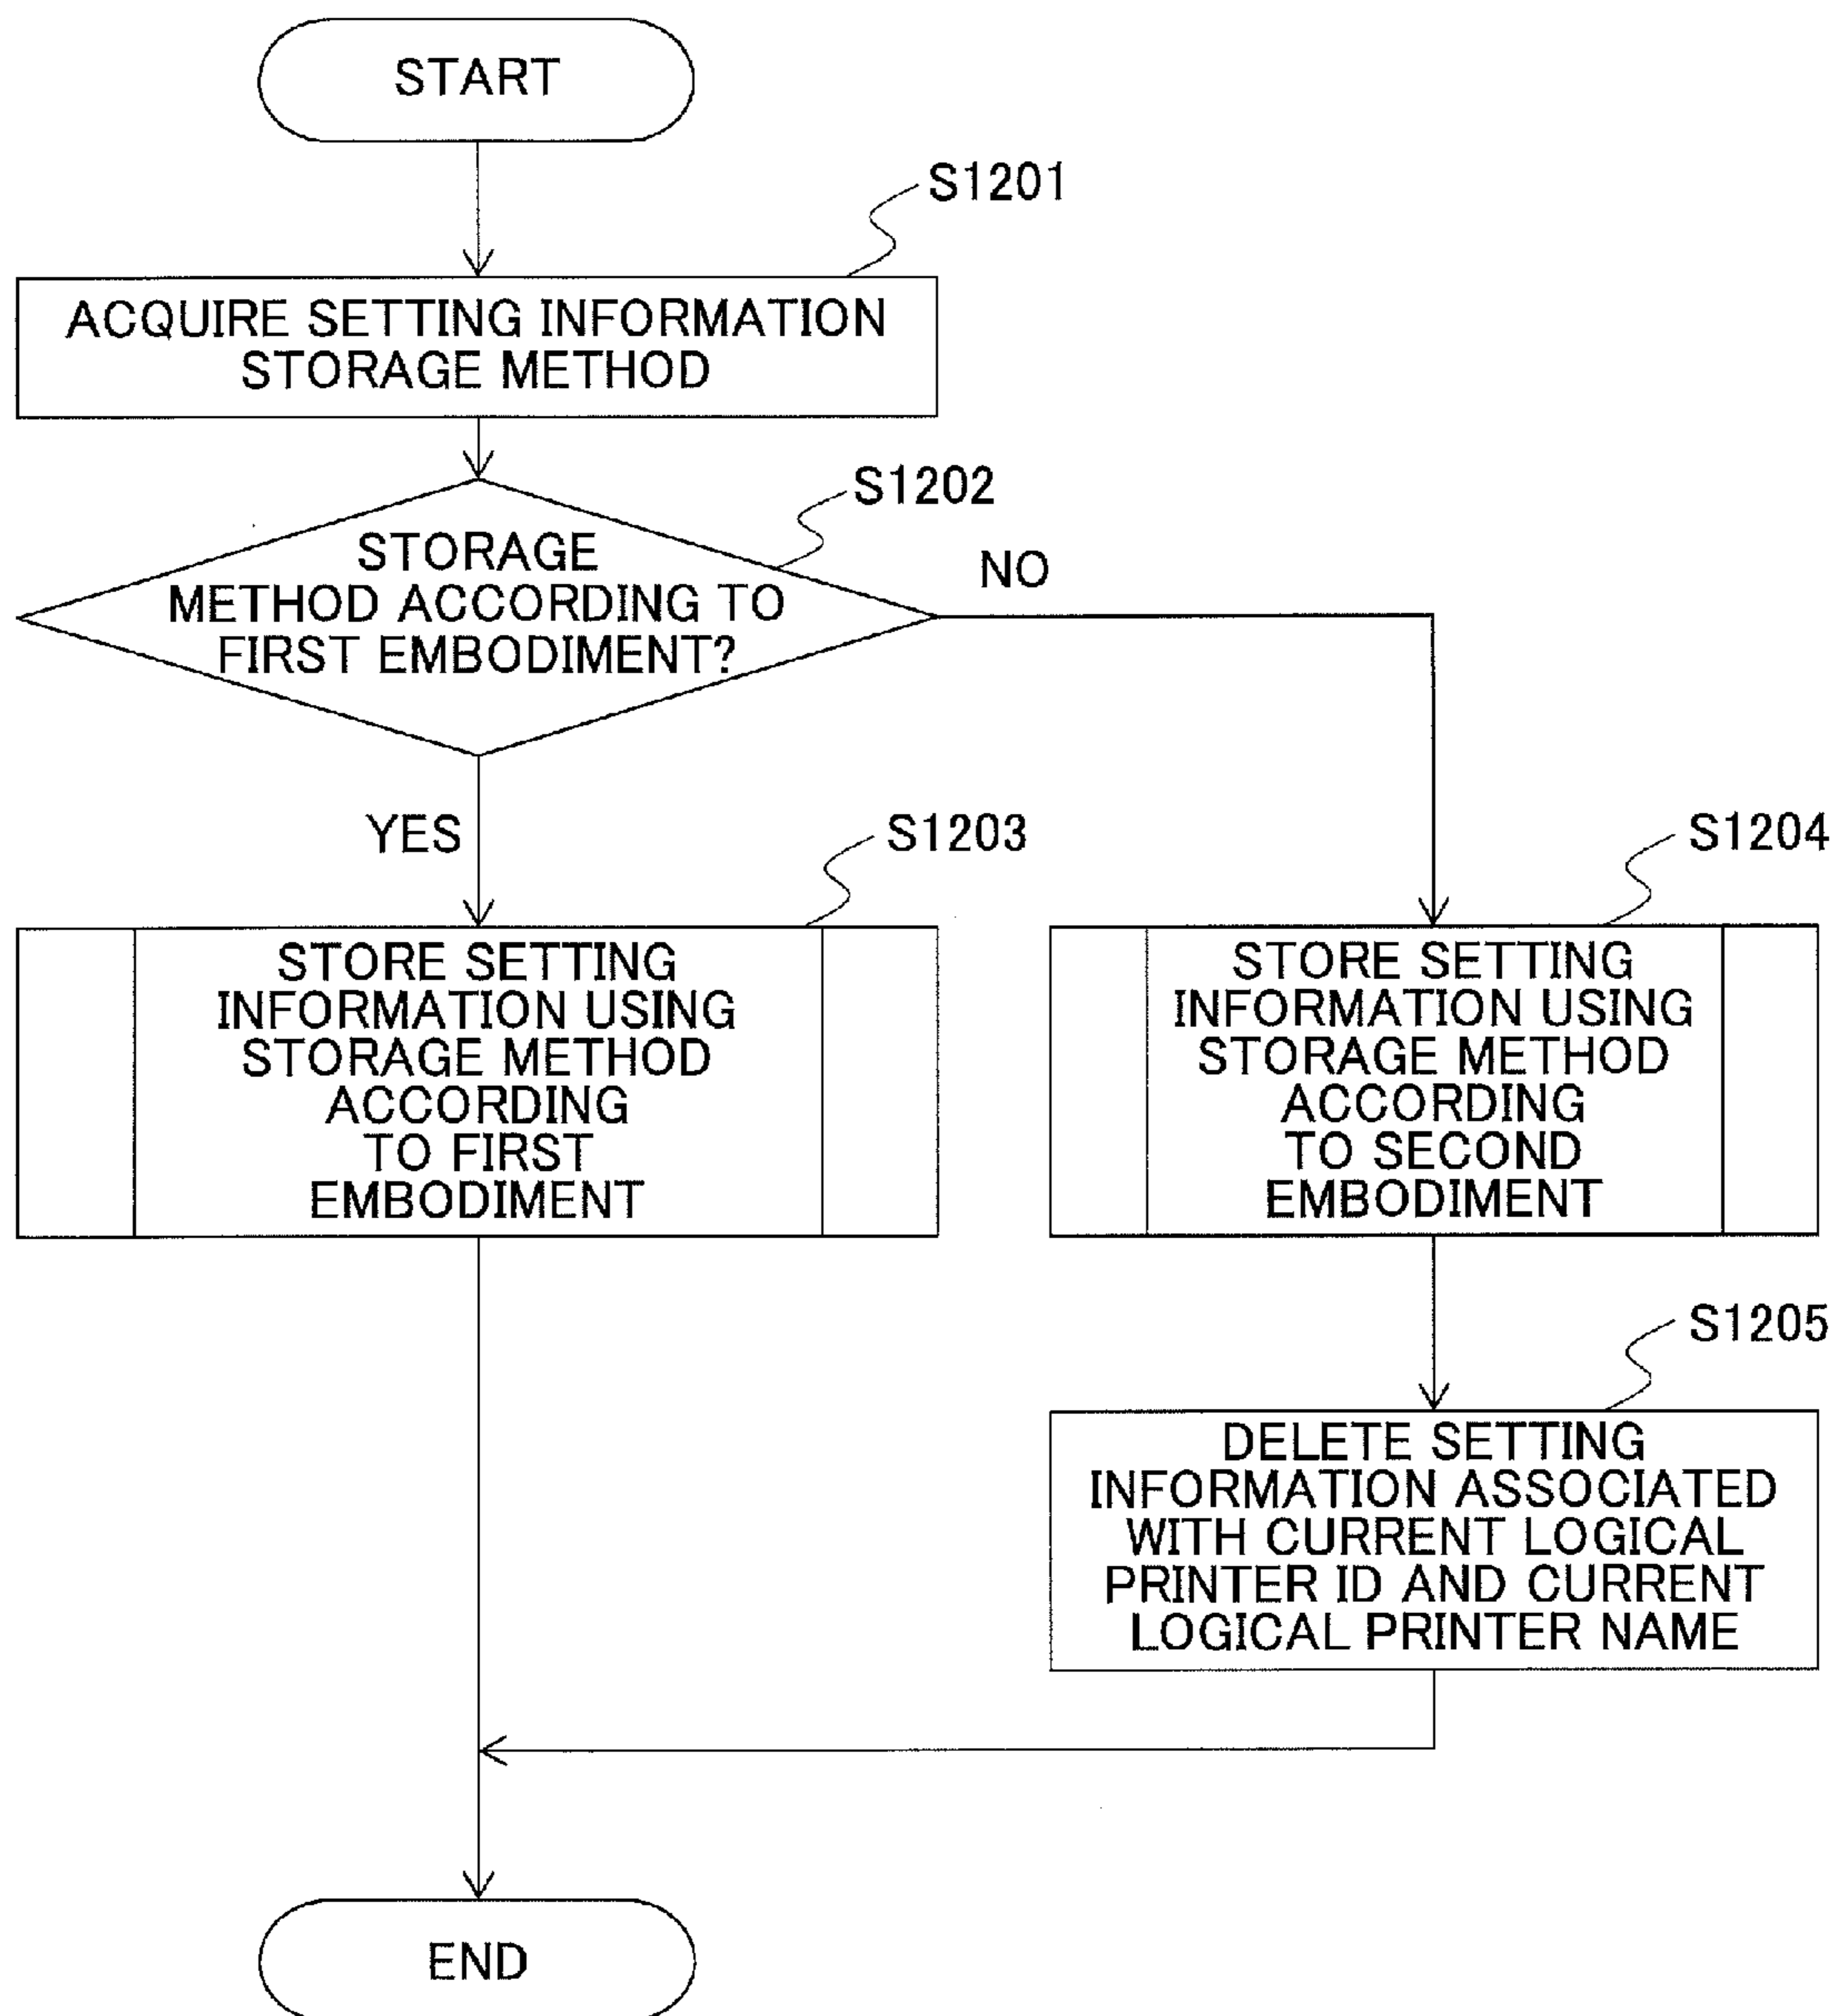 START
S1201
ACQUIRE SETTING INFORMATION
STORAGE METHOD
S1202
STORAGE
METHOD ACCORDING TO
FIRST EMBODIMENT?
NO
YES
S1203
STORE SETTING
INFORMATION USING
STORAGE METHOD
ACCORDING
TO FIRST
EMBODIMENT
S1204
STORE SETTING
INFORMATION USING
STORAGE METHOD
ACCORDING
TO SECOND
EMBODIMENT
S1205
DELETE SETTING
INFORMATION ASSOCIATED
WITH CURRENT LOGICAL
PRINTER ID AND CURRENT
LOGICAL PRINTER NAME
END